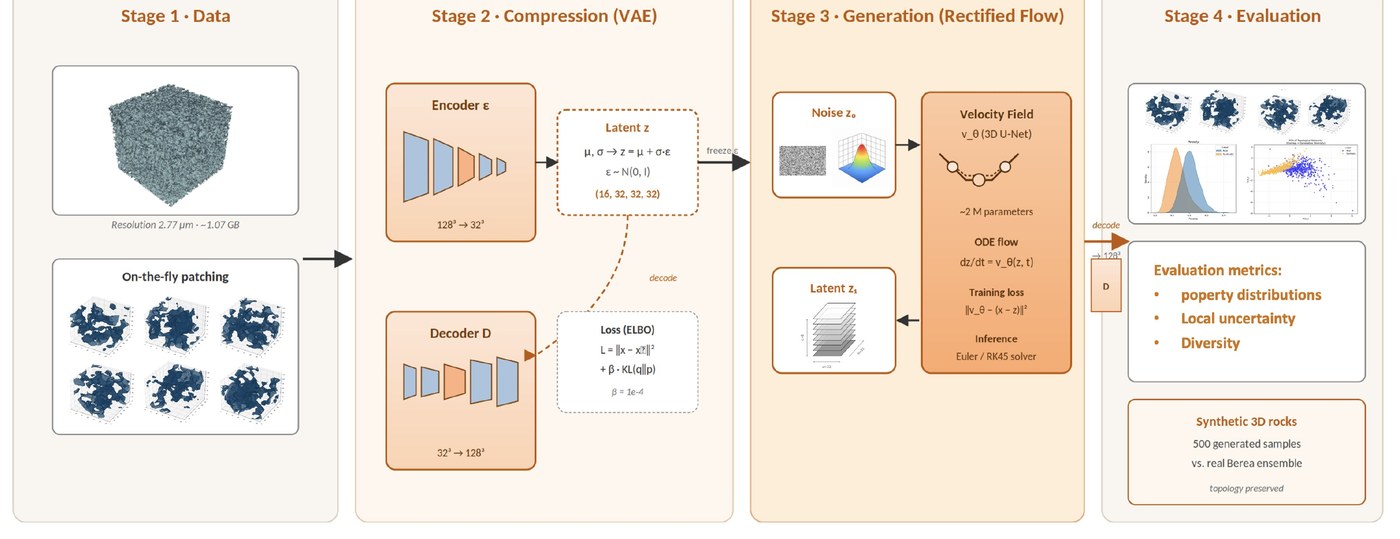 Stage 1 · Data
Resolution 2.77 µm · ~1.07 GB
On-the-fly patching
Stage 2 · Compression (VAE)
Encoder ε
128³ → 32³
Latent z
μ, σ → z = μ + σ·ε
ε ~ N(0, I)
(16, 32, 32, 32)
freeze ε
decode
Decoder D
32³ → 128³
Loss (ELBO)
+ β · KL(q‖p)
β = 1e-4
Stage 3 · Generation (Rectified Flow)
Noise z₀
Latent z₁
Velocity Field
v_θ (3D U-Net)
~2 M parameters
ODE flow
dz/dt = v_θ(z, t)
Training loss
‖v_θ − (x − z)‖²
Inference
Euler / RK45 solver
decode
→ 128³
D
Stage 4 · Evaluation
Evaluation metrics:
• poperty distributions
• Local uncertainty
• Diversity
Synthetic 3D rocks
500 generated samples
vs. real Berea ensemble
topology preserved